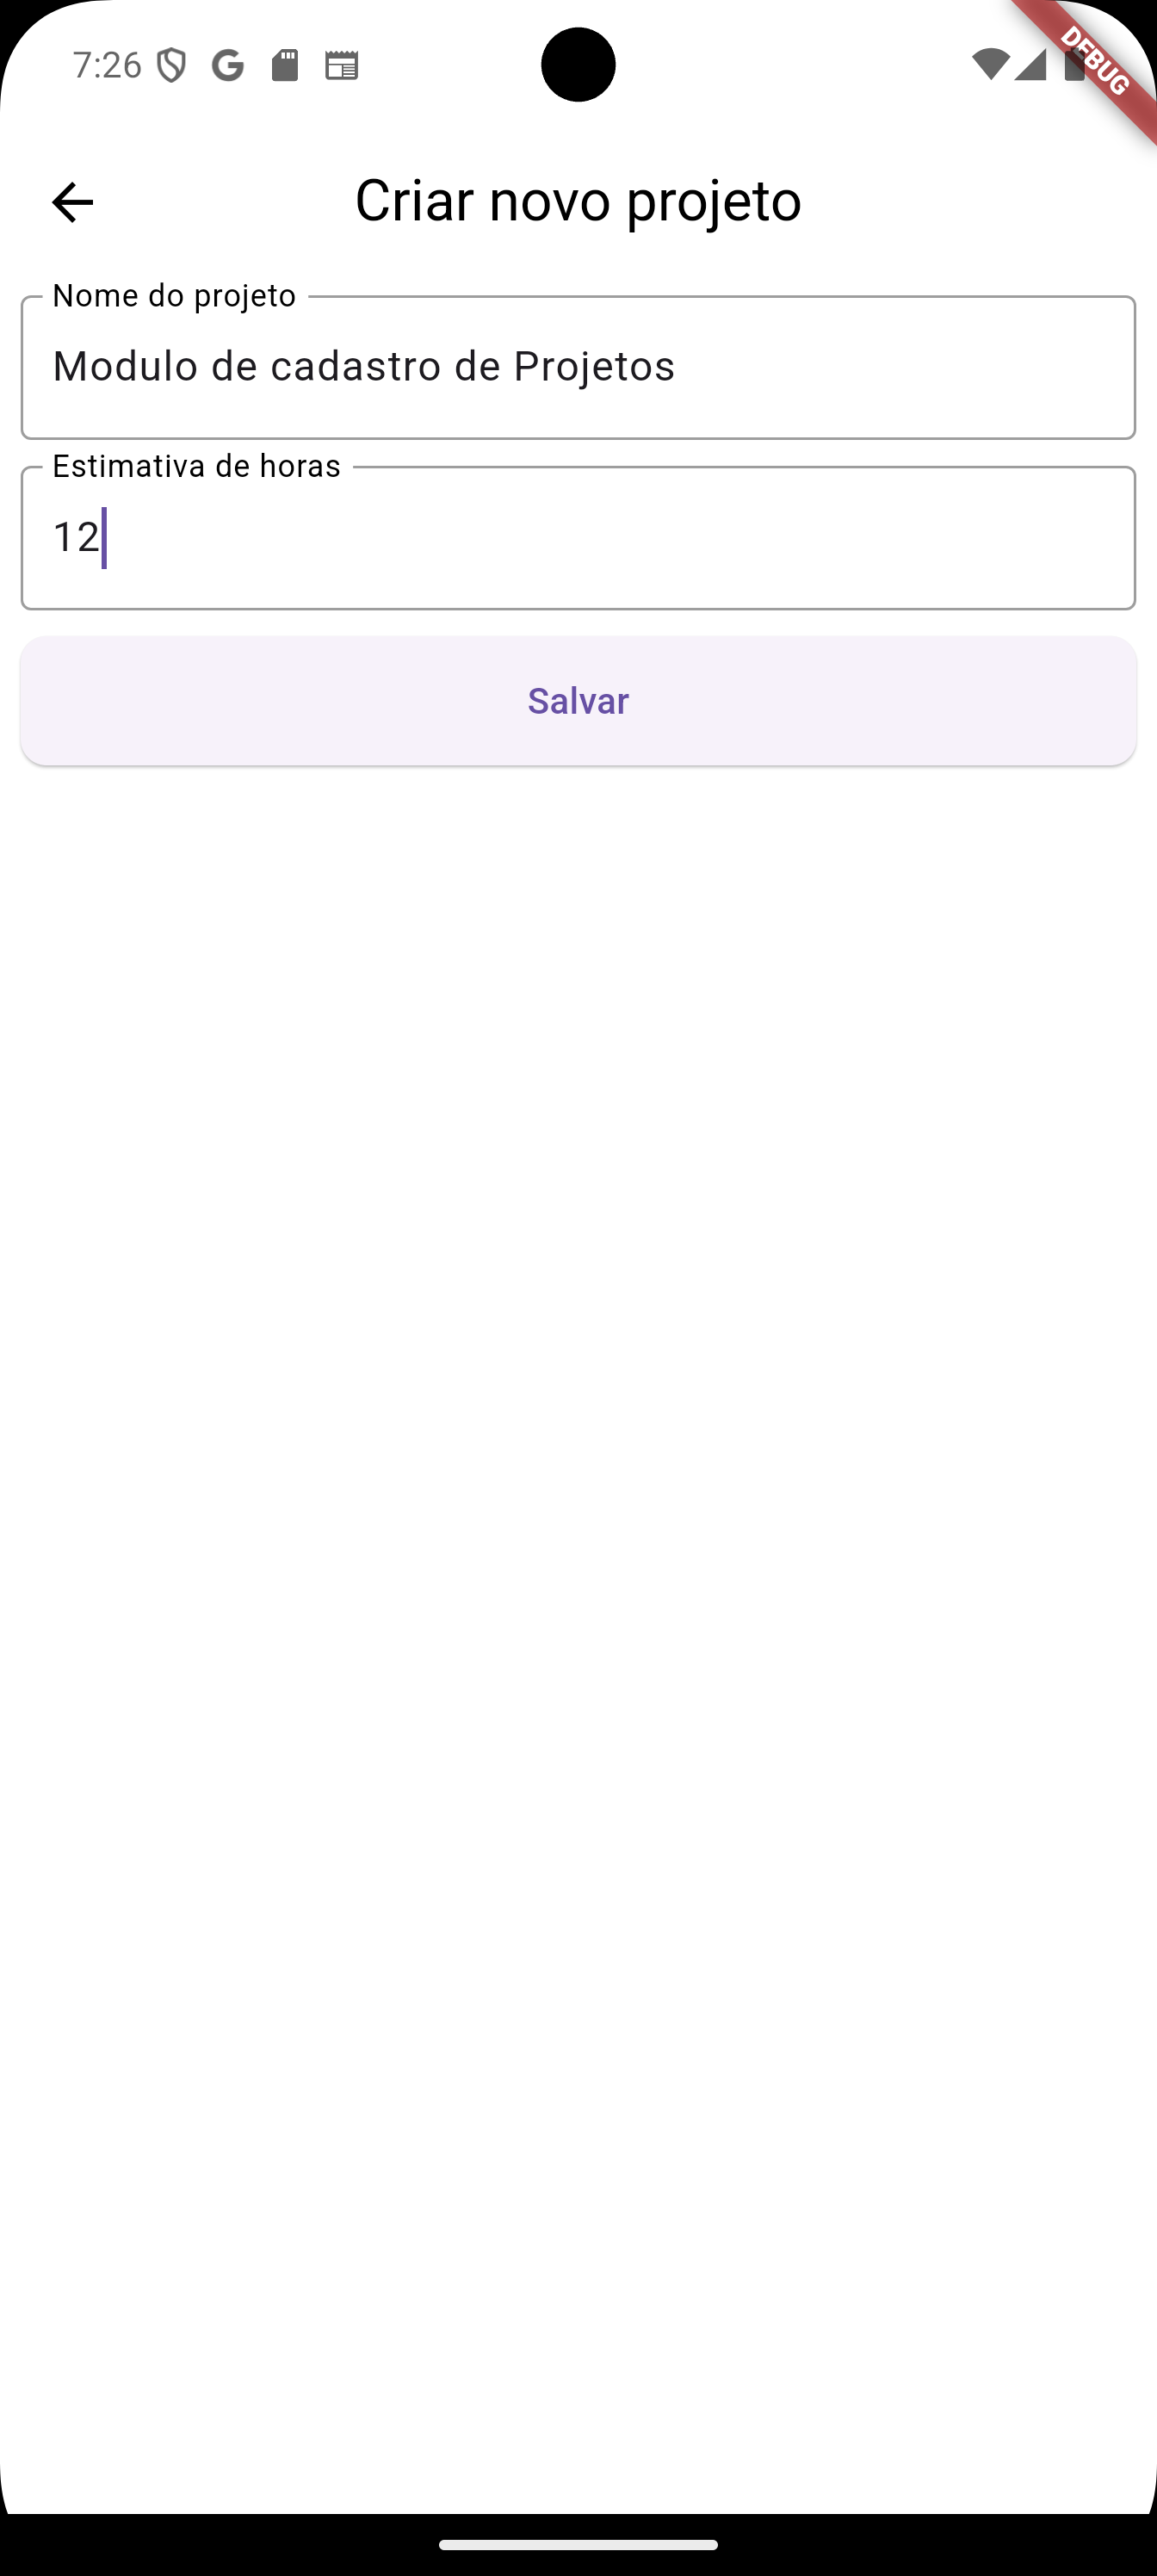 7:26
DEBUG
Criar novo projeto
Nome do projeto
Modulo de cadastro de Projetos
Estimativa de horas
12
Salvar